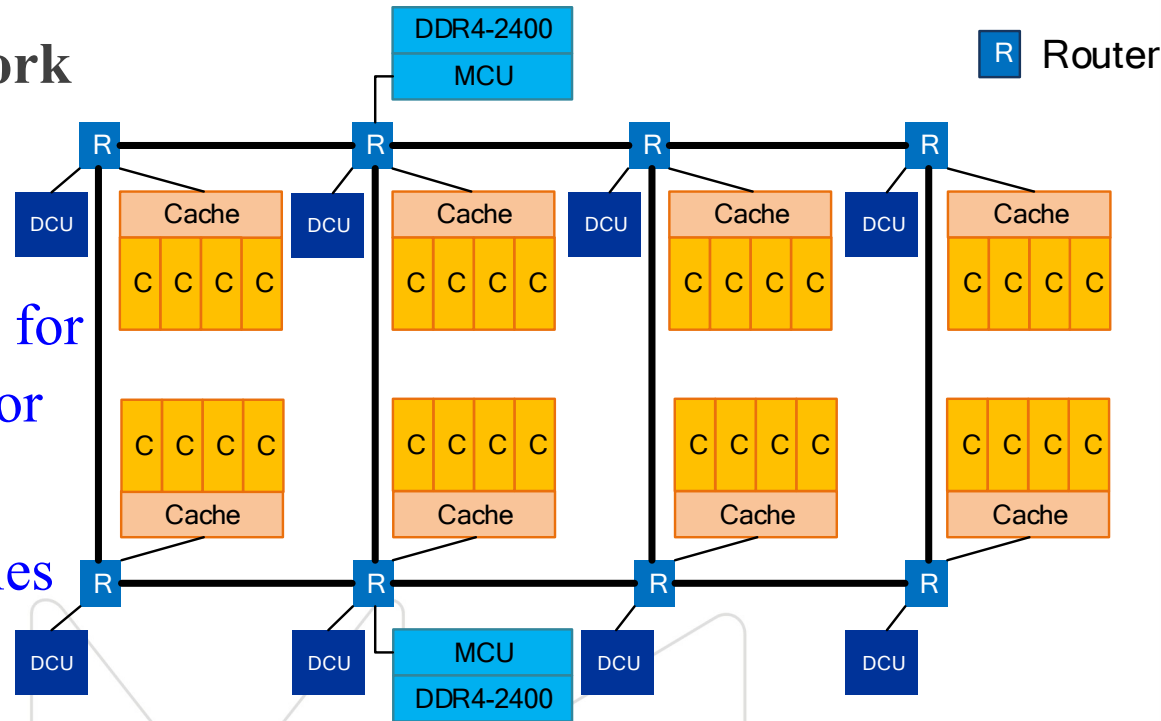 DDR4-2400
MCU
R Router
ork
R R R R
DCU Cache DCU Cache DCU Cache DCU Cache
C C C C C C C C C C C C C C C C
for
or
C C C C C C C C C C C C C C C C
Cache Cache Cache Cache
es
R R R R
DCU DCU MCU DCU DCU
DDR4-2400